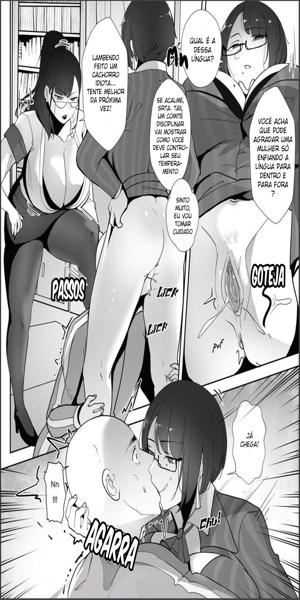 QUAL É A
DESSA
LÍNGUA?
LAMBENDO
FEITO UM
CACHORRO
IDIOTA...
TENTE MELHOR
DA PRÓXIMA
VEZ!
SE ACALME,
SRTA. TAII, UM
COMITÊ
DISCIPLINAR
VAI MOSTRAR
COMO VOCÊ
DEVE CONTRO-
LAR SEU
TEMPERA-
MENTO
VOCÊ ACHA
QUE PODE
AGRADAR UMA
MULHER SÓ
ENFIANDO A
LÍNGUA PARA
DENTRO E PARA
FORA
?
SINTO
MUITO,
EU VOU
TOMAR
CUIDADO
PASSOS
LICK
LICK
GOTEJA
JÁ
CHEGA!
Nn
!!!
AGARRA
Chu!